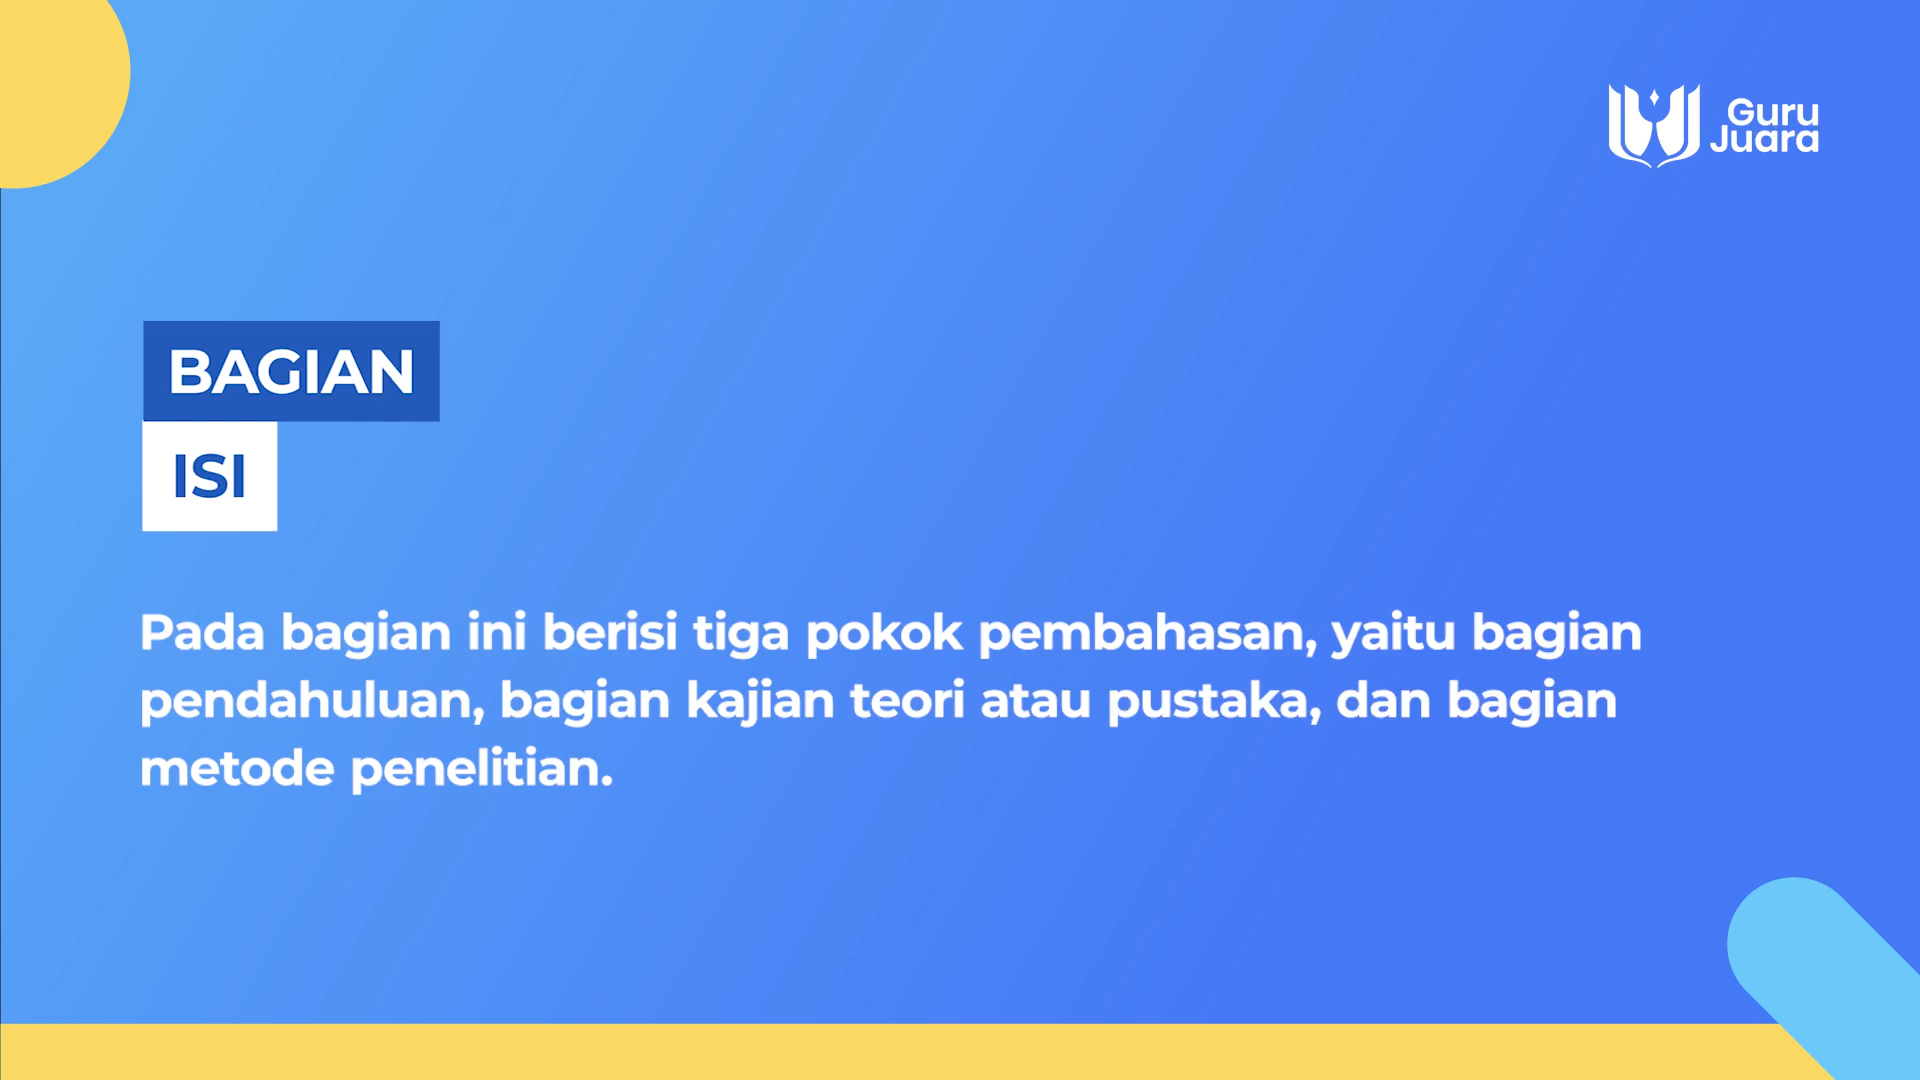 Guru
Juara
BAGIAN
ISI
Pada bagian ini berisi tiga pokok pembahasan, yaitu bagian
pendahuluan, bagian kajian teori atau pustaka, dan bagian
metode penelitian.